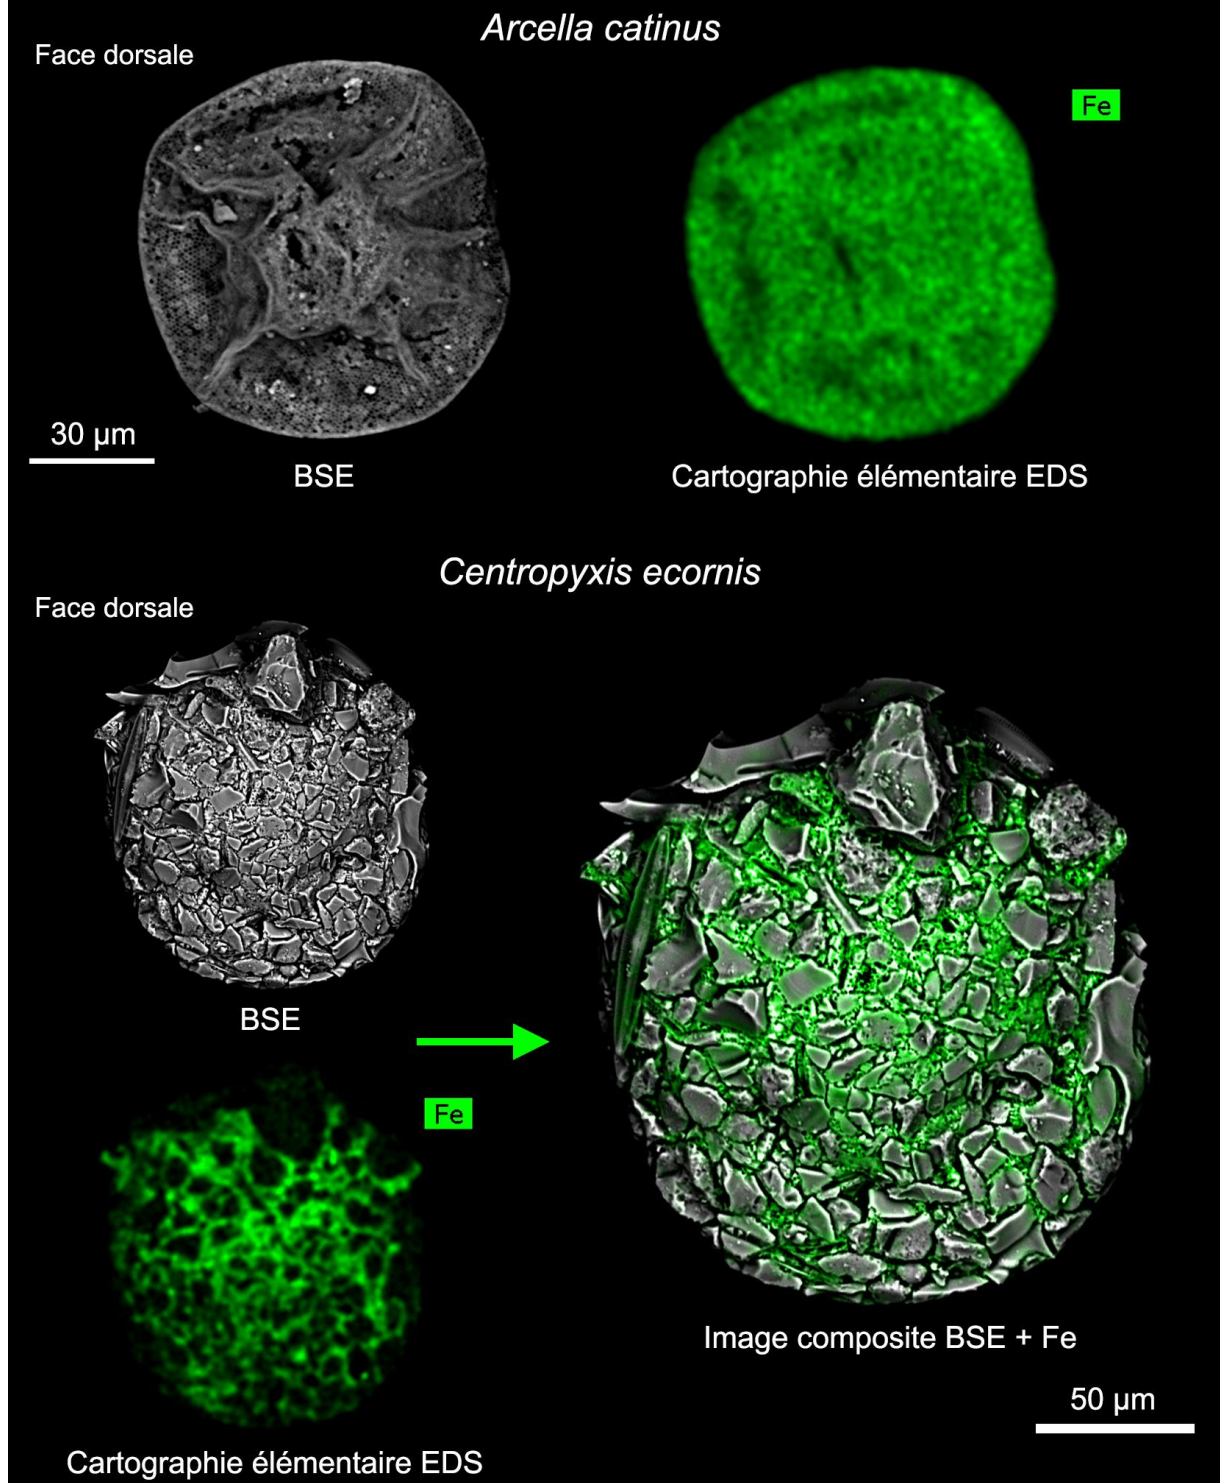 Arcella catinus
Face dorsale
Fe
30 µm
BSE
Cartographie élémentaire EDS
Centropyxis ecornis
Face dorsale
BSE
Fe
Image composite BSE + Fe
50 µm
Cartographie élémentaire EDS